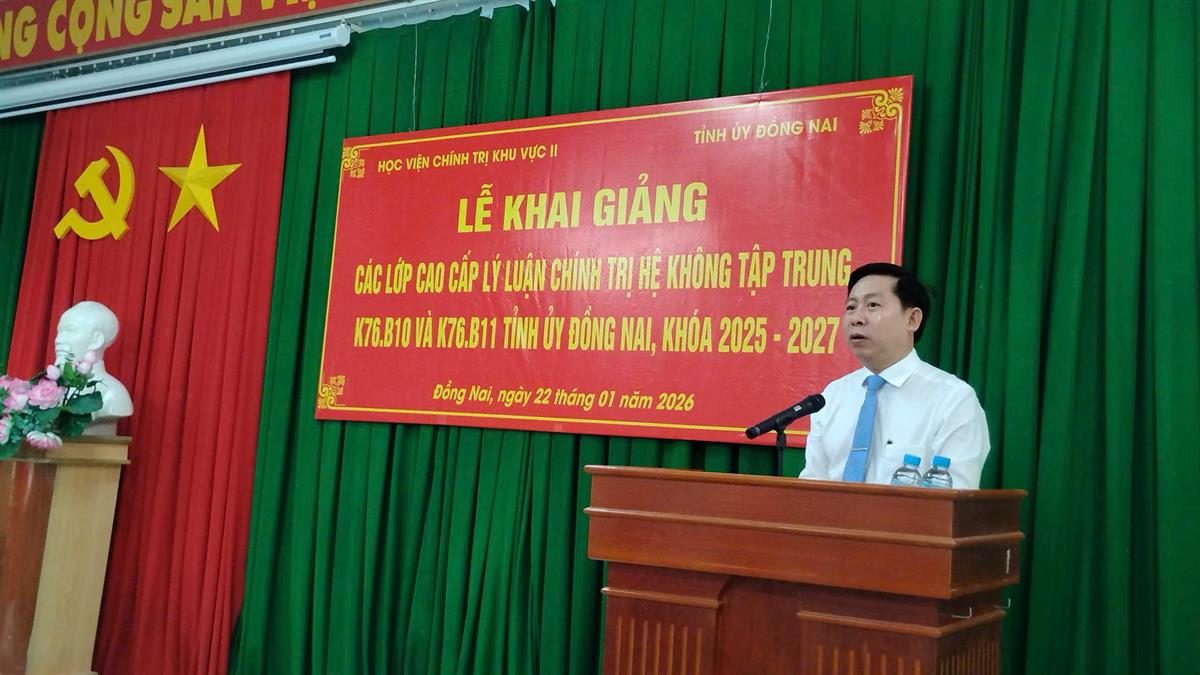 CỘNG SẢN
HỌC VIỆN CHÍNH TRỊ KHU VỰC II
TỈNH ỦY ĐỒNG NAI
LỄ KHAI GIẢNG
CÁC LỚP CAO CẤP LÝ LUẬN CHÍNH TRỊ HỆ KHÔNG TẬP TRUNG
K76.B10 VÀ K76.B11 TỈNH ỦY ĐỒNG NAI, KHÓA 2025 - 2027
Đồng Nai, ngày 22 tháng 01 năm 2026